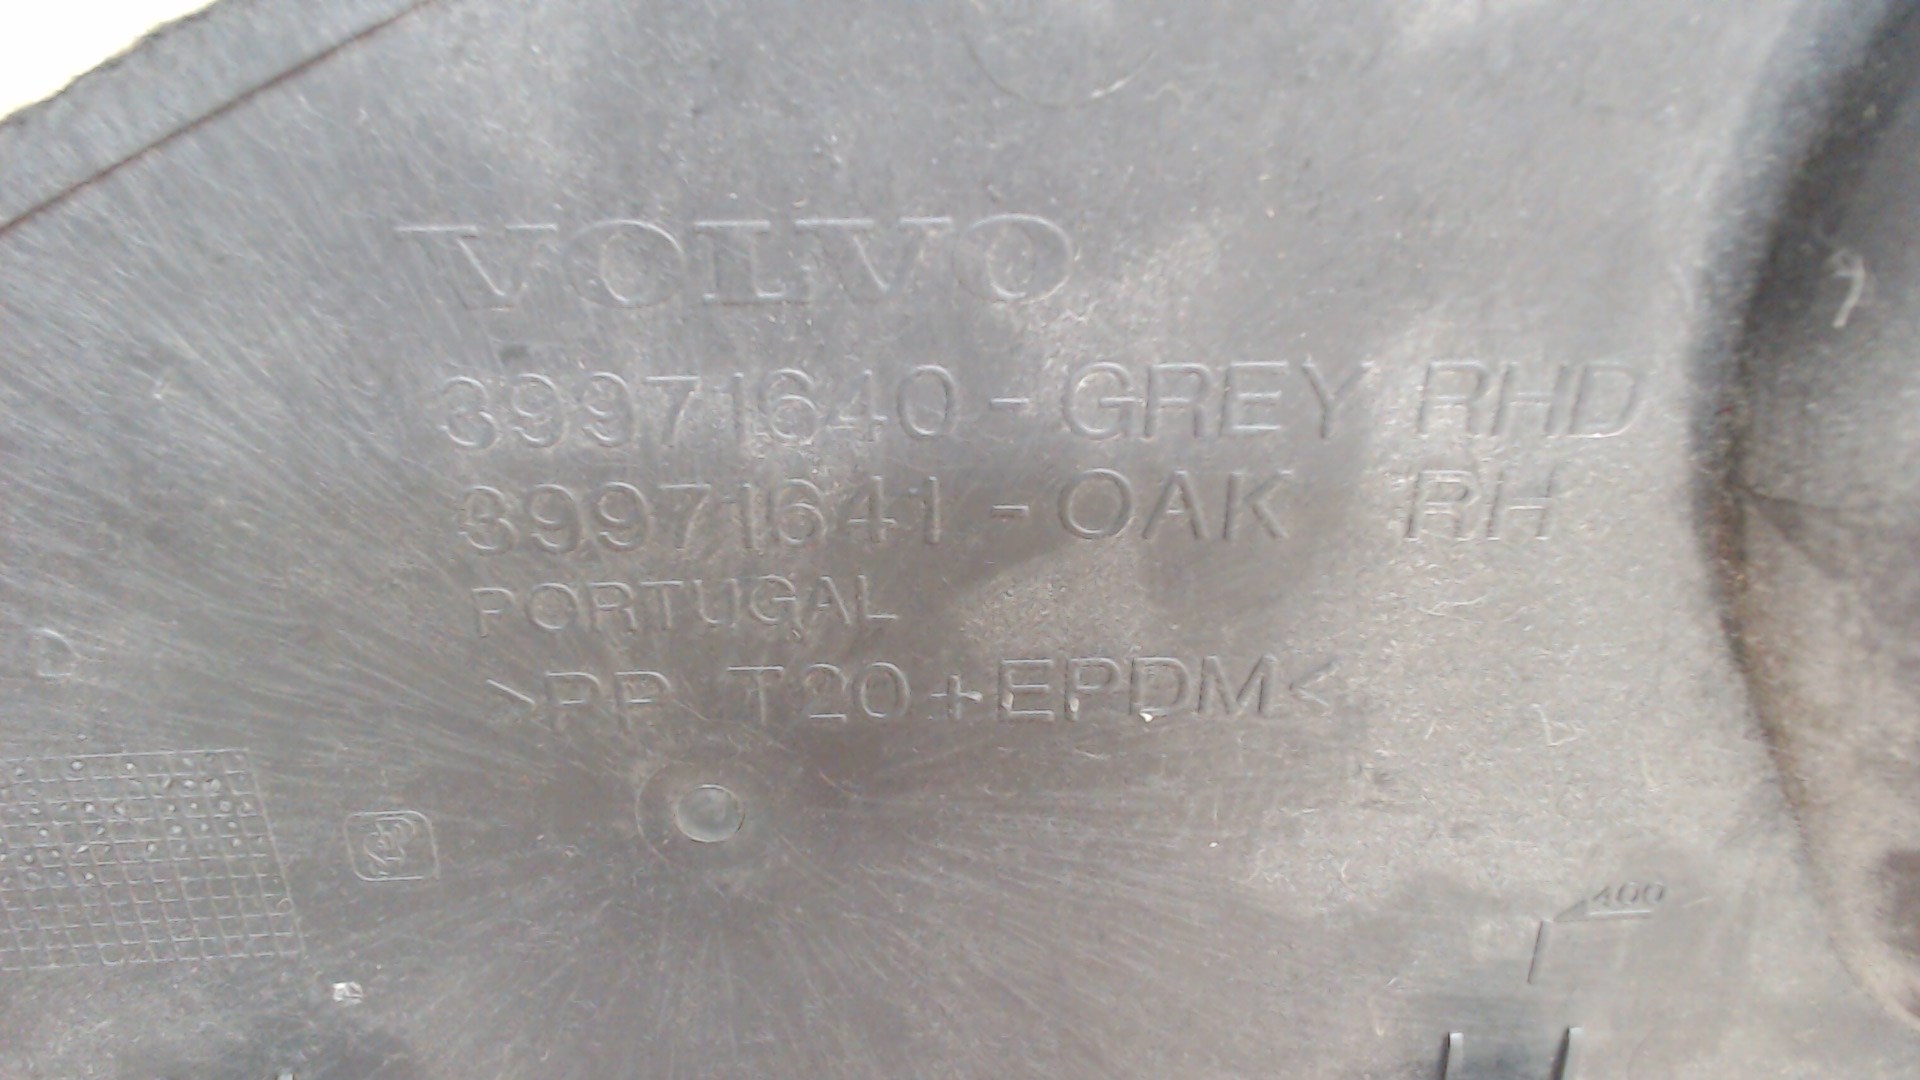 VOLVO
39971640-GREY RHD
39971641-OAK RH
PORTUGAL
>PP T20+EPDM<
400